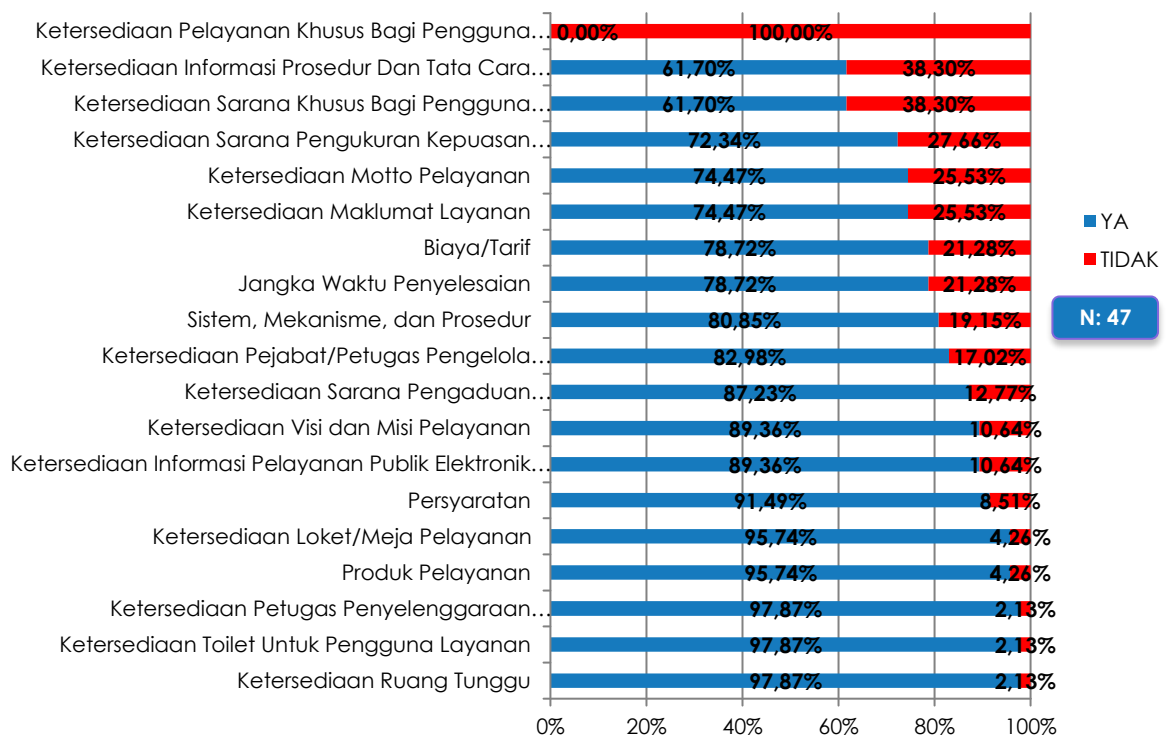 Ketersediaan Pelayanan Khusus Bagi Pengguna… 0,00% 100,00%
Ketersediaan Informasi Prosedur Dan Tata Cara… 61,70% 38,30%
Ketersediaan Sarana Khusus Bagi Pengguna… 61,70% 38,30%
Ketersediaan Sarana Pengukuran Kepuasan… 72,34% 27,66%
Ketersediaan Motto Pelayanan 74,47% 25,53%
Ketersediaan Maklumat Layanan 74,47% 25,53%
Biaya/Tarif 78,72% 21,28%
Jangka Waktu Penyelesaian 78,72% 21,28%
Sistem, Mekanisme, dan Prosedur 80,85% 19,15%
Ketersediaan Pejabat/Petugas Pengelola… 82,98% 17,02%
Ketersediaan Sarana Pengaduan… 87,23% 12,77%
Ketersediaan Visi dan Misi Pelayanan 89,36% 10,64%
Ketersediaan Informasi Pelayanan Publik Elektronik… 89,36% 10,64%
Persyaratan 91,49% 8,51%
Ketersediaan Loket/Meja Pelayanan 95,74% 4,26%
Produk Pelayanan 95,74% 4,26%
Ketersediaan Petugas Penyelenggaraan… 97,87% 2,13%
Ketersediaan Toilet Untuk Pengguna Layanan 97,87% 2,13%
Ketersediaan Ruang Tunggu 97,87% 2,13%
0% 20% 40% 60% 80% 100%
YA
TIDAK
N: 47